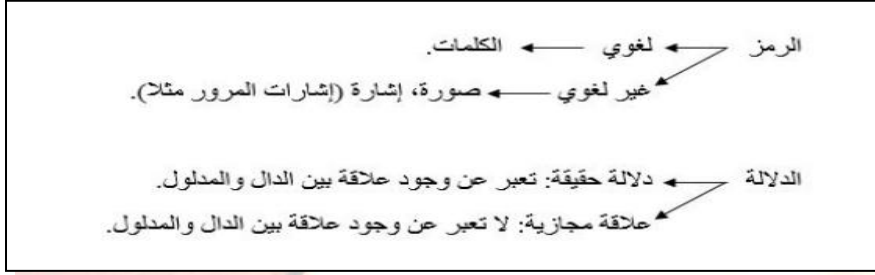 الرمز لغوي الكلمات.
غير لغوي صورة، إشارة (إشارات المرور مثلا).
الدلالة دلالة حقيقة: تعبر عن وجود علاقة بين الدال والمدلول.
علاقة مجازية: لا تعبر عن وجود علاقة بين الدال والمدلول.